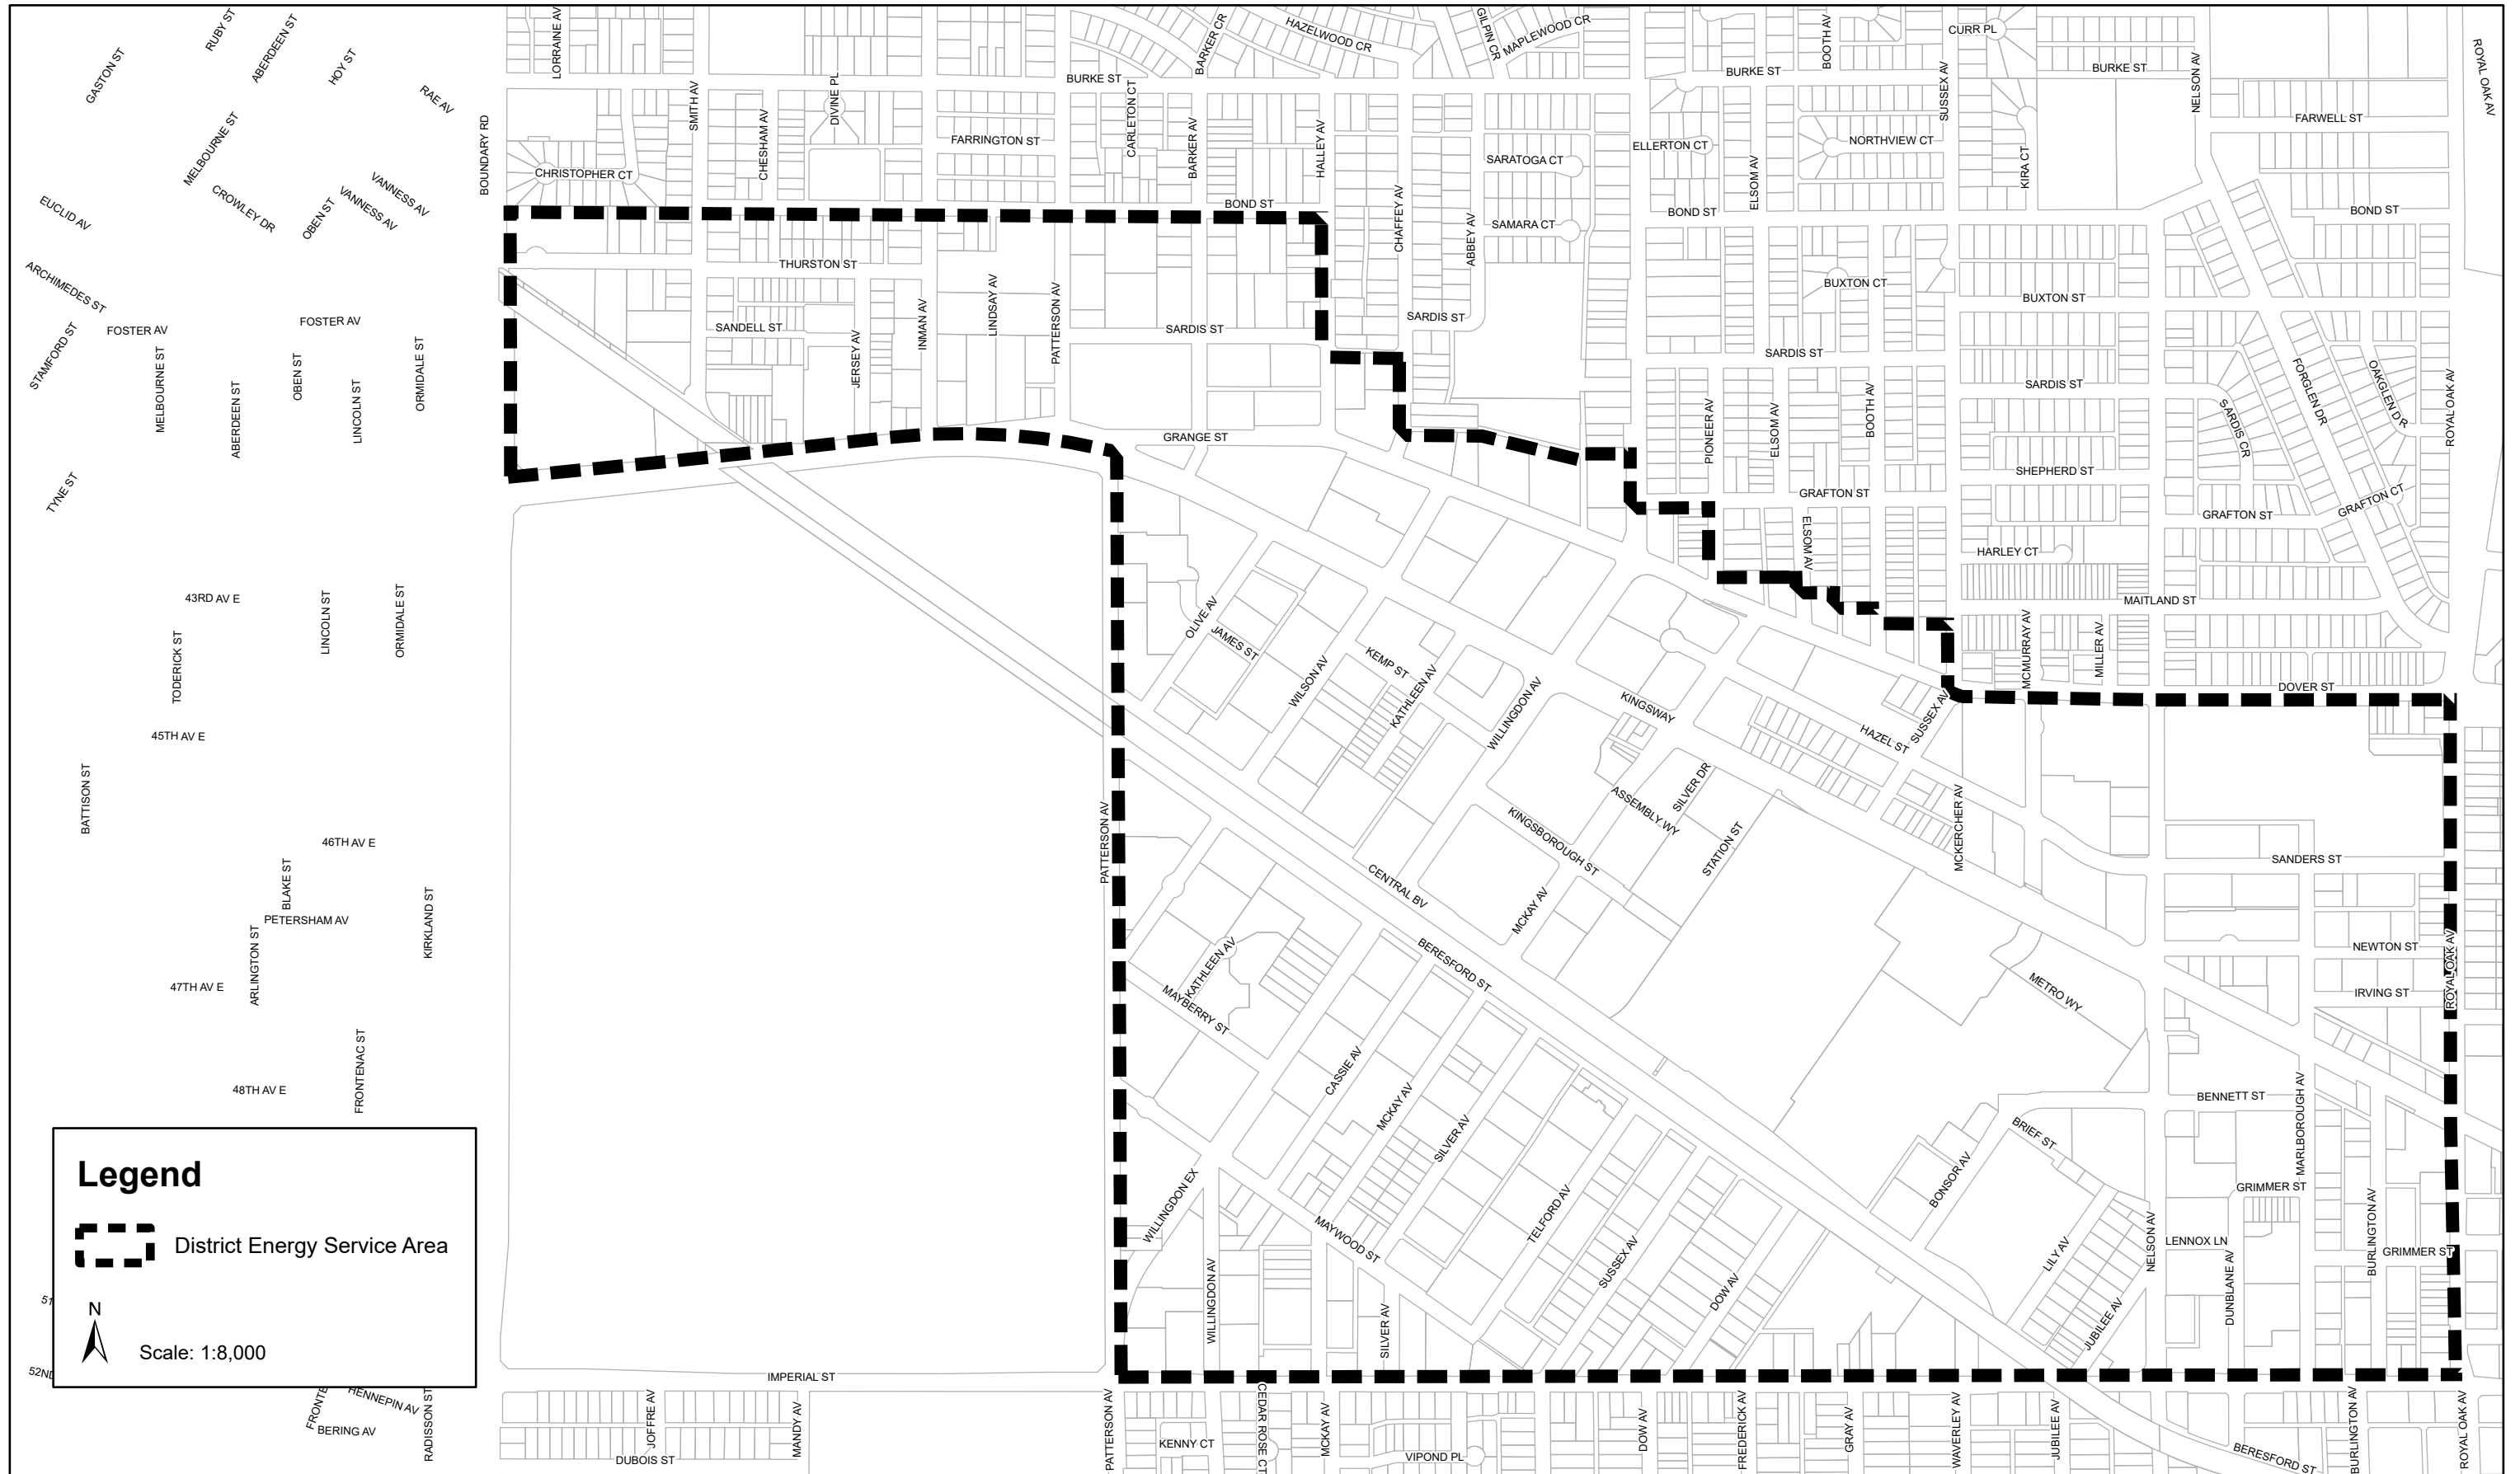 RUBY ST
ABERDEEN ST
GASTON ST
HOY ST
RAE AV
LORRAINE AV
BARKER CR
HAZELWOOD CR
GILPIN CR
MAPLEWOOD CR
BOOTH AV
CURR PL
ROYAL OAK AV
BURKE ST
BURKE ST
BURKE ST
SUSSEX AV
NELSON AV
MELBOURNE ST
BOUNDARY RD
SMITH AV
CHESHAM AV
DIVINE PL
FARRINGTON ST
CARLETON CT
BARKER AV
HALLEY AV
SARATOGA CT
ELLERTON CT
ELSOM AV
NORTHVIEW CT
FARWELL ST
KIRA CT
CHRISTOPHER CT
EUCLID AV
CROWLEY DR
OBEN ST
VANNESS AV
VANNESS AV
BOND ST
CHAFFEY AV
ABBEY AV
SAMARA CT
BOND ST
BOND ST
ARCHIMEDES ST
THURSTON ST
BUXTON CT
BUXTON ST
STAMFORD ST
FOSTER AV
FOSTER AV
SANDELL ST
JERSEY AV
INMAN AV
LINDSAY AV
PATTERSON AV
SARDIS ST
SARDIS ST
SARDIS ST
SARDIS ST
MELBOURNE ST
ABERDEEN ST
OBEN ST
LINCOLN ST
ORMIDALE ST
PIONEER AV
ELSOM AV
BOOTH AV
SARDIS CR
FORGLEN DR
OAKGLEN DR
ROYAL OAK AV
GRANGE ST
SHEPHERD ST
TYNE ST
GRAFTON ST
GRAFTON ST
GRAFTON CT
ELSOM AV
HARLEY CT
43RD AV E
LINCOLN ST
ORMIDALE ST
TODERICK ST
OLIVE AV
JAMES ST
WILSON AV
KEMP ST
KATHLEEN AV
WILLINGDON AV
KINGSWAY
MAITLAND ST
MCMURRAY AV
MILLER AV
DOVER ST
45TH AV E
HAZEL ST
SUSSEX AV
BATTISON ST
PATTERSON AV
ASSEMBLY WY
SILVER DR
KINGSBOROUGH ST
STATION ST
MCKERCHER AV
46TH AV E
SANDERS ST
BLAKE ST
PETERSHAM AV
KIRKLAND ST
CENTRAL BV
MCKAY AV
ARLINGTON ST
47TH AV E
BERESFORD ST
KATHLEEN AV
MAYBERRY ST
NEWTON ST
ROYAL OAK AV
METRO WY
IRVING ST
FRONTENAC ST
48TH AV E
CASSIE AV
MCKAY AV
SILVER AV
BENNETT ST
MARLBOROUGH AV
BRIEF ST
BONSOR AV
GRIMMER ST
WILLINGDON EX
MAYWOOD ST
TELFORD AV
SUSSEX AV
LILY AV
NELSON AV
LENNOX LN
BURLINGTON AV
GRIMMER ST
WILLINGDON AV
SILVER AV
DOW AV
JUBILEE AV
DUNBLANE AV
Legend
District Energy Service Area
N
Scale: 1:8,000
51
52ND
IMPERIAL ST
FRONTE
HENNEPIN AV
BERING AV
RADISSON ST
JOFFRE AV
MANDY AV
DUBOIS ST
PATTERSON AV
KENNY CT
CEDAR ROSE CT
MCKAY AV
VIPOND PL
DOW AV
FREDERICK AV
GRAY AV
WAVERLEY AV
JUBILEE AV
BERESFORD ST
BURLINGTON AV
ROYAL OAK AV